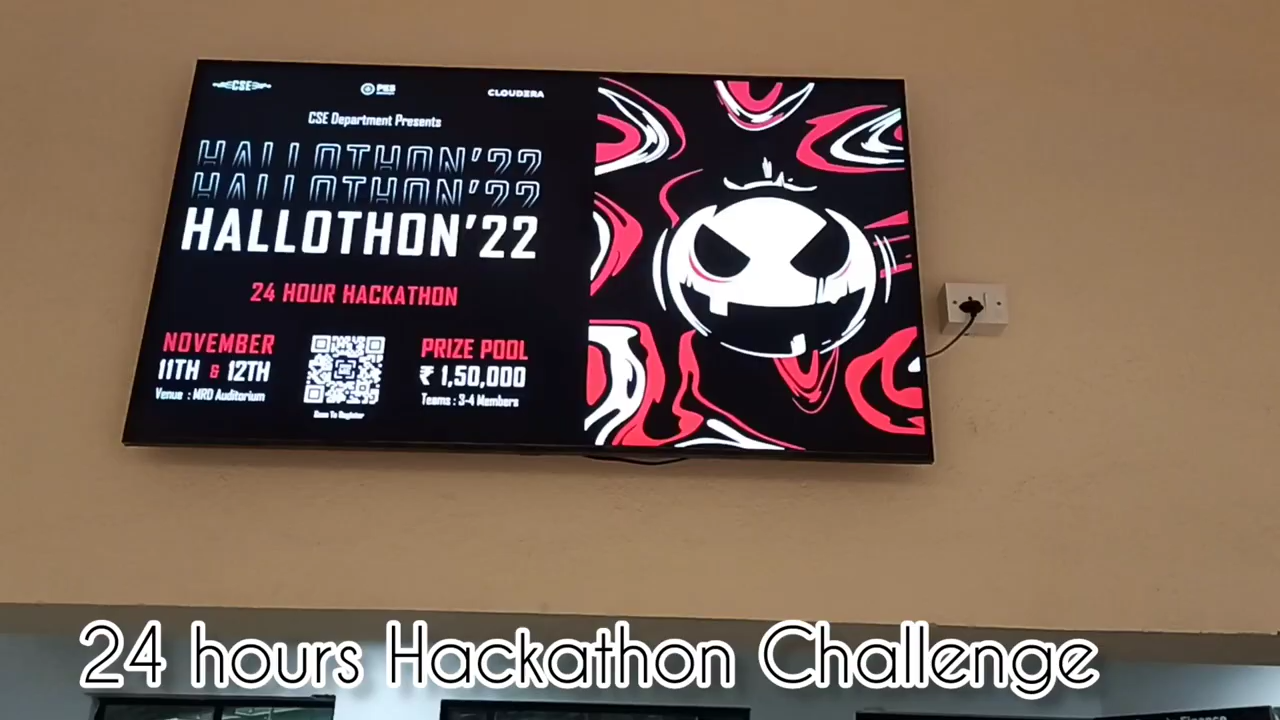 CSE
PES
CLOUDERA
CSE Department Presents
HALLOTHON'22
HALLOTHON'22
HALLOTHON'22
24 HOUR HACKATHON
NOVEMBER
11TH & 12TH
Venue : MRD Auditorium
Scan To Register
PRIZE POOL
₹ 1,50,000
Teams : 3-4 Members
24 hours Hackathon Challenge
Finance